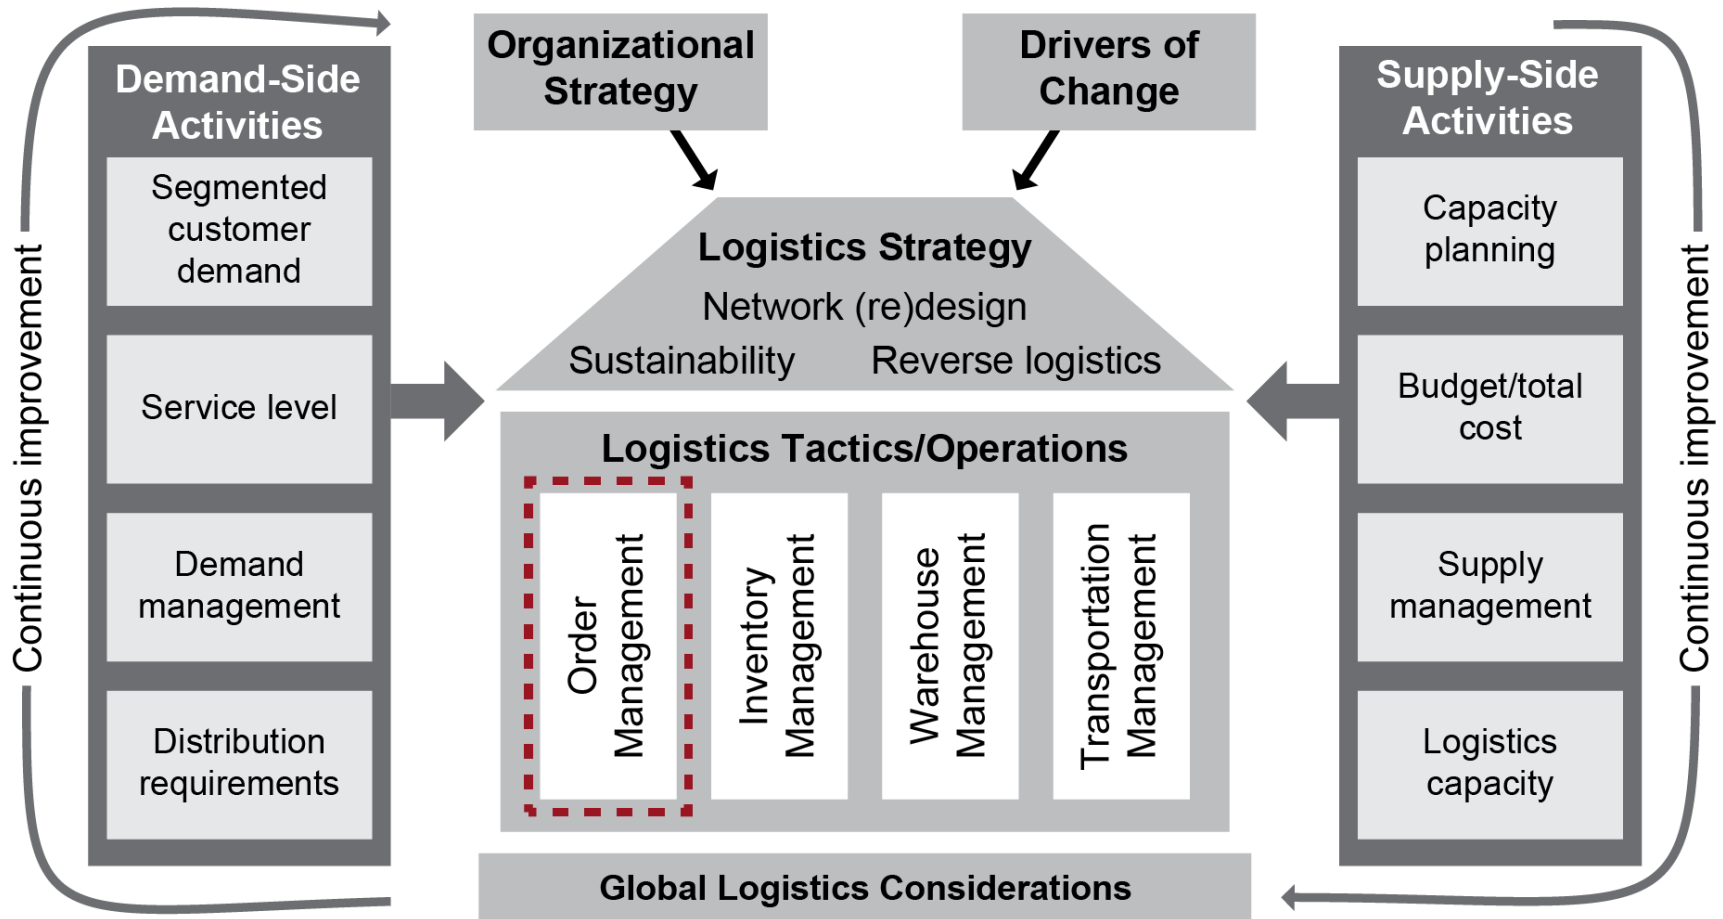 Organizational
Strategy
Drivers of
Change
Demand-Side
Activities
Segmented
customer
demand
Service level
Demand
management
Distribution
requirements
Continuous improvement
Logistics Strategy
Network (re)design
Sustainability
Reverse logistics
Logistics Tactics/Operations
Order
Management
Inventory
Management
Warehouse
Management
Transportation
Management
Global Logistics Considerations
Supply-Side
Activities
Capacity
planning
Budget/total
cost
Supply
management
Logistics
capacity
Continuous improvement